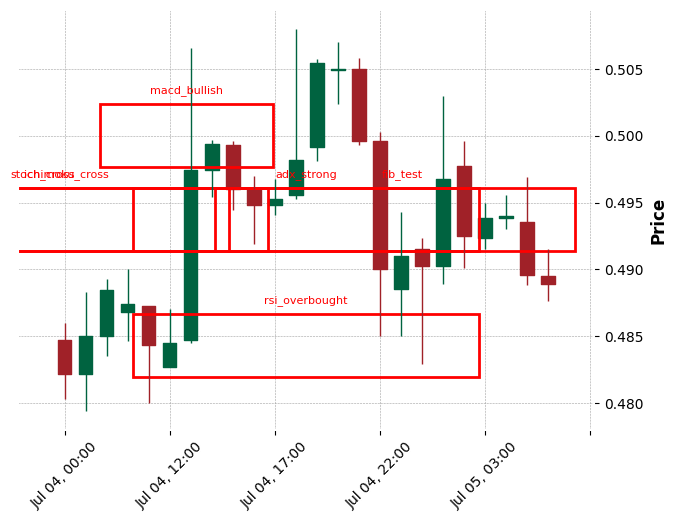 0.505
macd_bullish
0.500
ichimoku_cross
adx_strong
bb_test
0.495
Price
0.490
rsi_overbought
0.485
0.480
Jul 04, 00:00
Jul 04, 12:00
Jul 04, 17:00
Jul 04, 22:00
Jul 05, 03:00